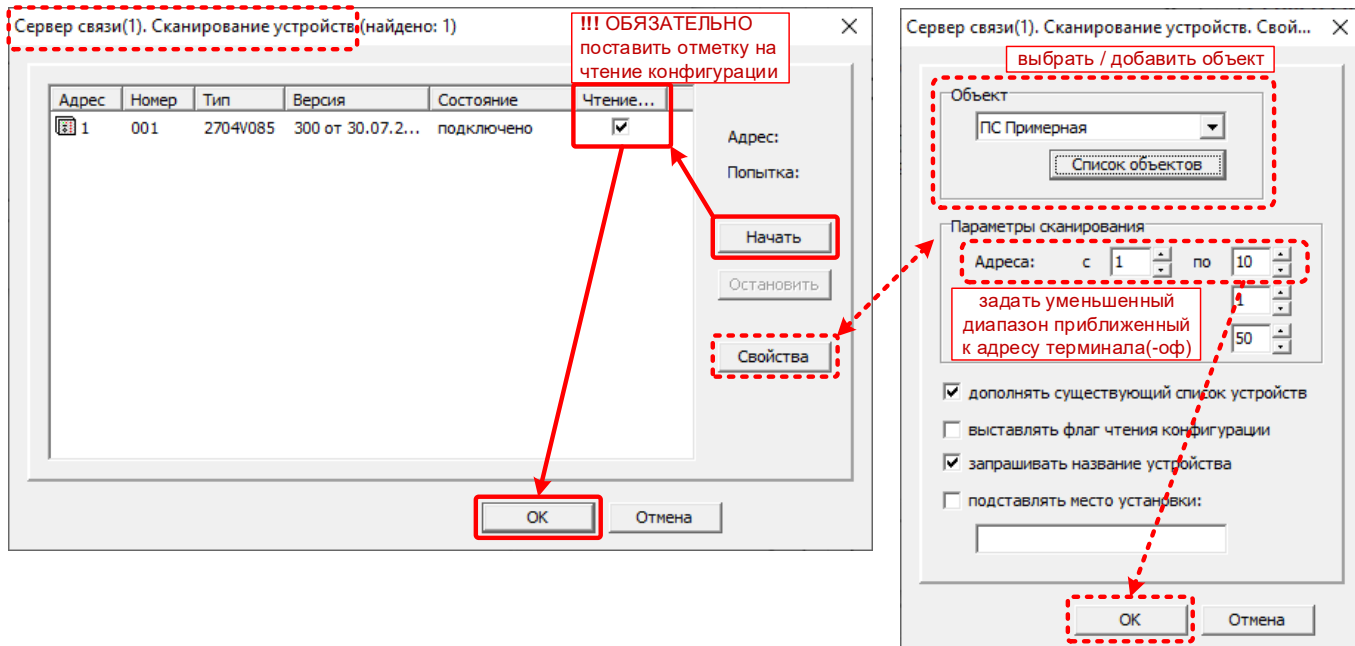 Сервер связи(1). Сканирование устройств (найдено: 1)
!!! ОБЯЗАТЕЛЬНО
поставить отметку на
чтение конфигурации
Адрес Номер Тип Версия Состояние Чтение...
1 001 2704V085 300 от 30.07.2... подключено
Адрес:
Попытка:
Начать
Остановить
Свойства
OK Отмена
Сервер связи(1). Сканирование устройств. Свой...
выбрать / добавить объект
Объект
ПС Примерная
Список объектов
Параметры сканирования
Адреса: с 1 по 10
1
50
задать уменьшенный
диапазон приближенный
к адресу терминала(-оф)
дополнять существующий список устройств
выставлять флаг чтения конфигурации
запрашивать название устройства
подставлять место установки:
OK Отмена